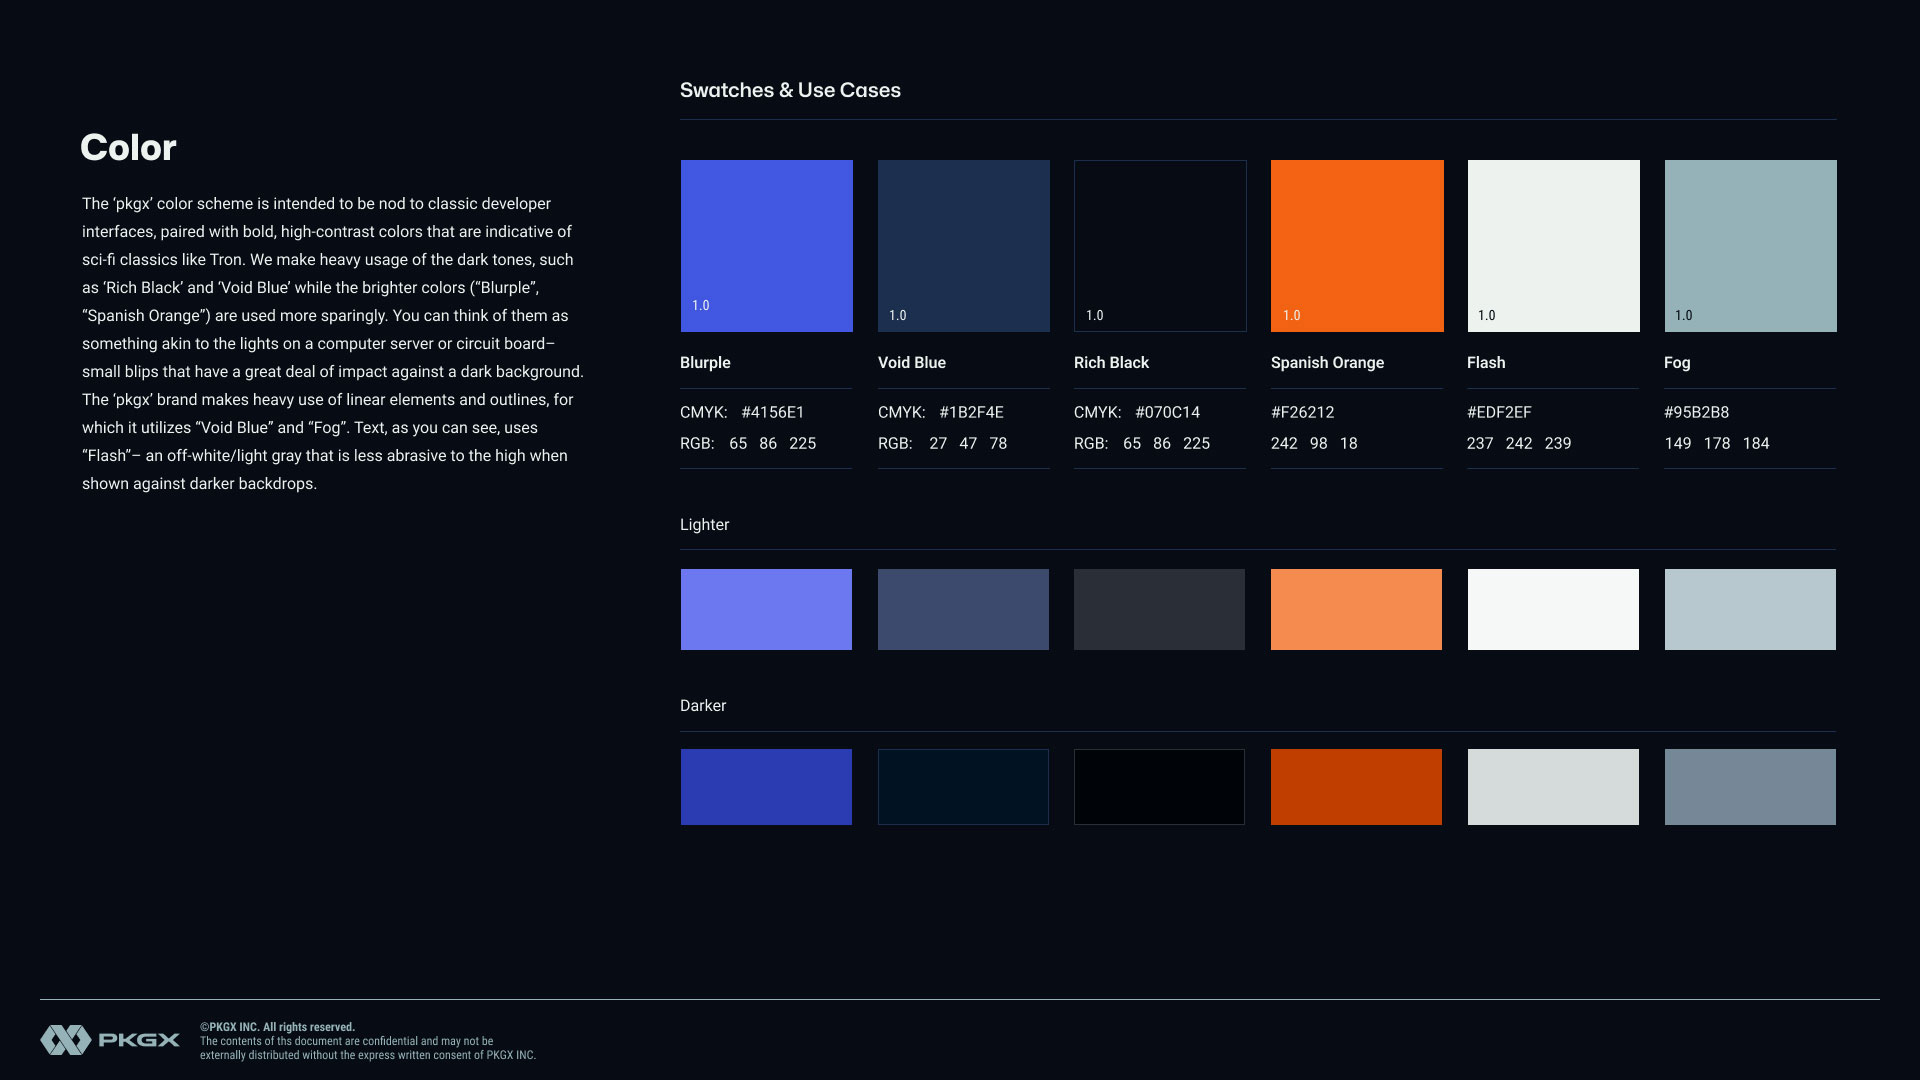 Color
The ‘pkgx’ color scheme is intended to be nod to classic developer
interfaces, paired with bold, high-contrast colors that are indicative of
sci-fi classics like Tron. We make heavy usage of the dark tones, such
as ‘Rich Black’ and ‘Void Blue’ while the brighter colors (“Blurple”,
“Spanish Orange”) are used more sparingly. You can think of them as
something akin to the lights on a computer server or circuit board–
small blips that have a great deal of impact against a dark background.
The ‘pkgx’ brand makes heavy use of linear elements and outlines, for
which it utilizes “Void Blue” and “Fog”. Text, as you can see, uses
“Flash”– an off-white/light gray that is less abrasive to the high when
shown against darker backdrops.
Swatches & Use Cases
1.0 1.0 1.0 1.0 1.0 1.0
Blurple Void Blue Rich Black Spanish Orange Flash Fog
CMYK: #4156E1 CMYK: #1B2F4E CMYK: #070C14 #F26212 #EDF2EF #95B2B8
RGB: 65 86 225 RGB: 27 47 78 RGB: 65 86 225 242 98 18 237 242 239 149 178 184
Lighter
Darker
PKGX
©PKGX INC. All rights reserved.
The contents of ths document are confidential and may not be
externally distributed without the express written consent of PKGX INC.